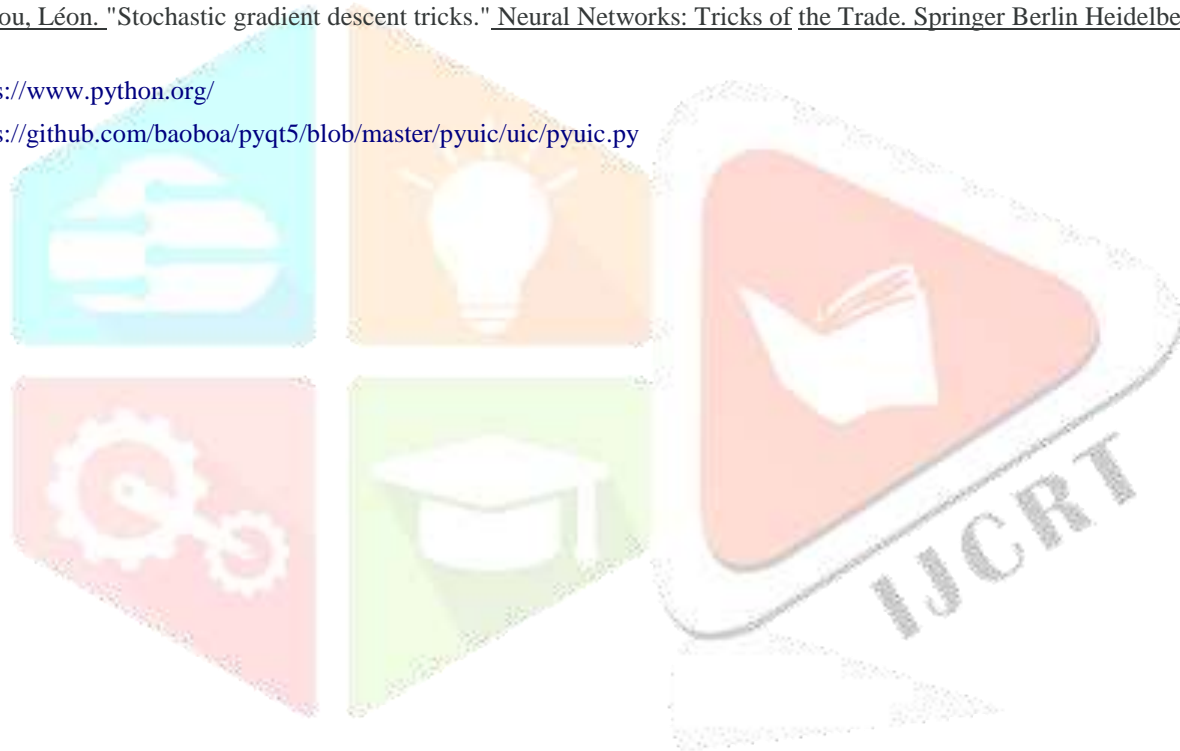 ou, Léon. "Stochastic gradient descent tricks." Neural Networks: Tricks of the Trade. Springer Berlin Heidelbe
s://www.python.org/
s://github.com/baoboa/pyqt5/blob/master/pyuic/uic/pyuic.py
IJCRT